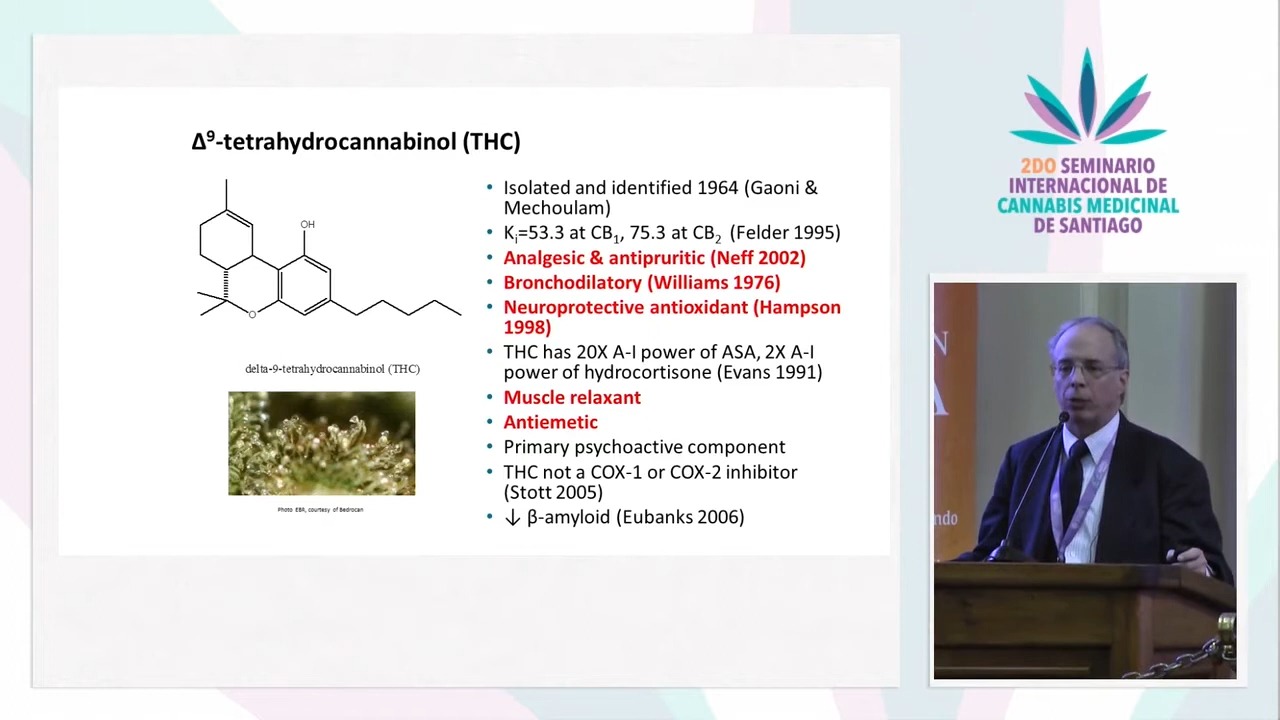 Δ⁹-tetrahydrocannabinol (THC)
OH
O
delta-9-tetrahydrocannabinol (THC)
Photo EBR, courtesy of Bedrocan
• Isolated and identified 1964 (Gaoni &
Mechoulam)
• Kᵢ=53.3 at CB₁, 75.3 at CB₂ (Felder 1995)
• Analgesic & antipruritic (Neff 2002)
• Bronchodilatory (Williams 1976)
• Neuroprotective antioxidant (Hampson
1998)
• THC has 20X A-I power of ASA, 2X A-I
power of hydrocortisone (Evans 1991)
• Muscle relaxant
• Antiemetic
• Primary psychoactive component
• THC not a COX-1 or COX-2 inhibitor
(Stott 2005)
• ↓ β-amyloid (Eubanks 2006)
2DO SEMINARIO
INTERNACIONAL DE
CANNABIS MEDICINAL
DE SANTIAGO
N
A
ndo